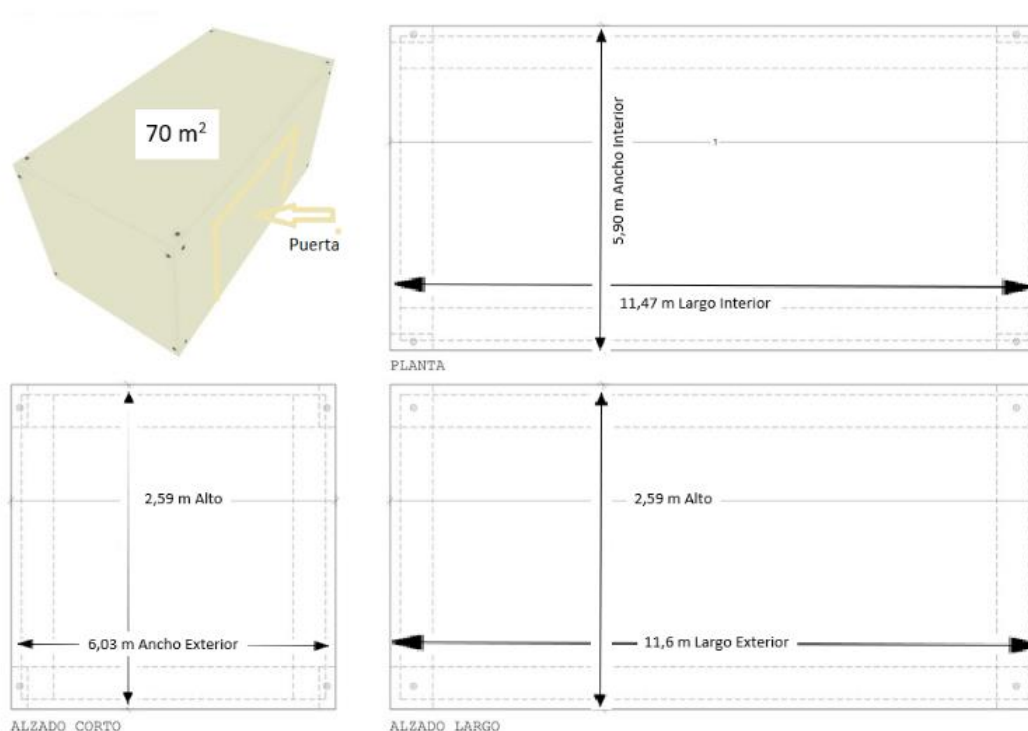 70 m²
Puerta
5,90 m Ancho Interior
1
11,47 m Largo Interior
PLANTA
2,59 m Alto
6,03 m Ancho Exterior
ALZADO CORTO
2,59 m Alto
11,6 m Largo Exterior
ALZADO LARGO